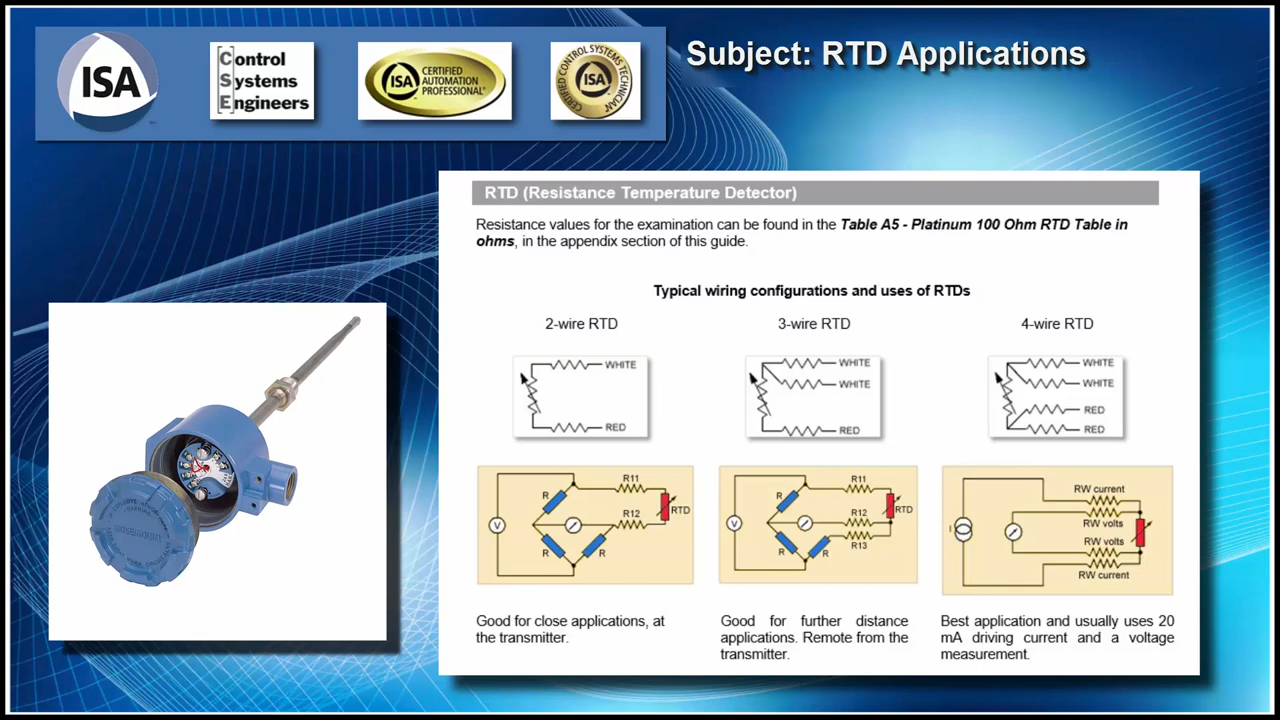 ISA
[C]ontrol
Systems
Engineers
ISA CERTIFIED
AUTOMATION
PROFESSIONAL®
CERTIFIED CONTROL SYSTEMS TECHNICIAN
ISA
Subject: RTD Applications
RTD (Resistance Temperature Detector)
Resistance values for the examination can be found in the Table A5 - Platinum 100 Ohm RTD Table in
ohms, in the appendix section of this guide.
Typical wiring configurations and uses of RTDs
2-wire RTD
3-wire RTD
4-wire RTD
WHITE
RED
WHITE
WHITE
RED
WHITE
WHITE
RED
RED
V
R
R
R
R11
R12
RTD
V
R
R
R
R11
R12
R13
RTD
I
RW current
RW volts
RW volts
RW current
Good for close applications, at
the transmitter.
Good for further distance
applications. Remote from the
transmitter.
Best application and usually uses 20
mA driving current and a voltage
measurement.